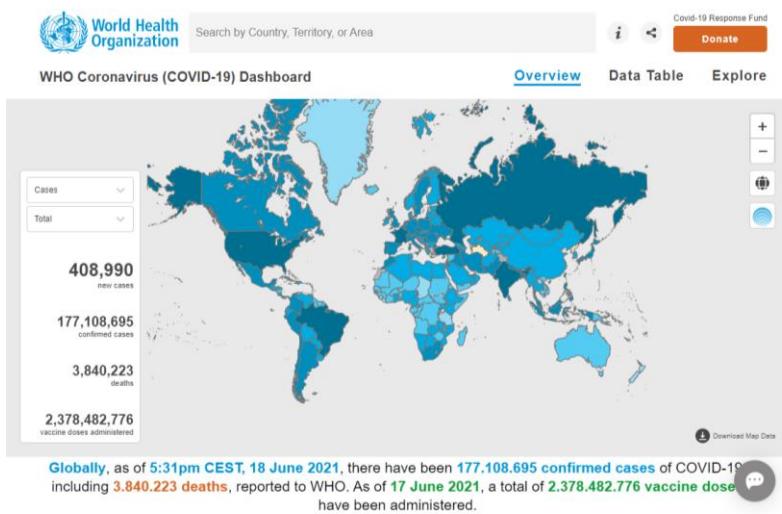 World Health
Organization
Search by Country, Territory, or Area
i
Covid-19 Response Fund
Donate
WHO Coronavirus (COVID-19) Dashboard
Overview
Data Table
Explore
+
−
Cases
Total
408,990
new cases
177,108,695
confirmed cases
3,840,223
deaths
2,378,482,776
vaccine doses administered
Download Map Data
Globally, as of 5:31pm CEST, 18 June 2021, there have been 177.108.695 confirmed cases of COVID-19
including 3.840.223 deaths, reported to WHO. As of 17 June 2021, a total of 2.378.482.776 vaccine dose
have been administered.